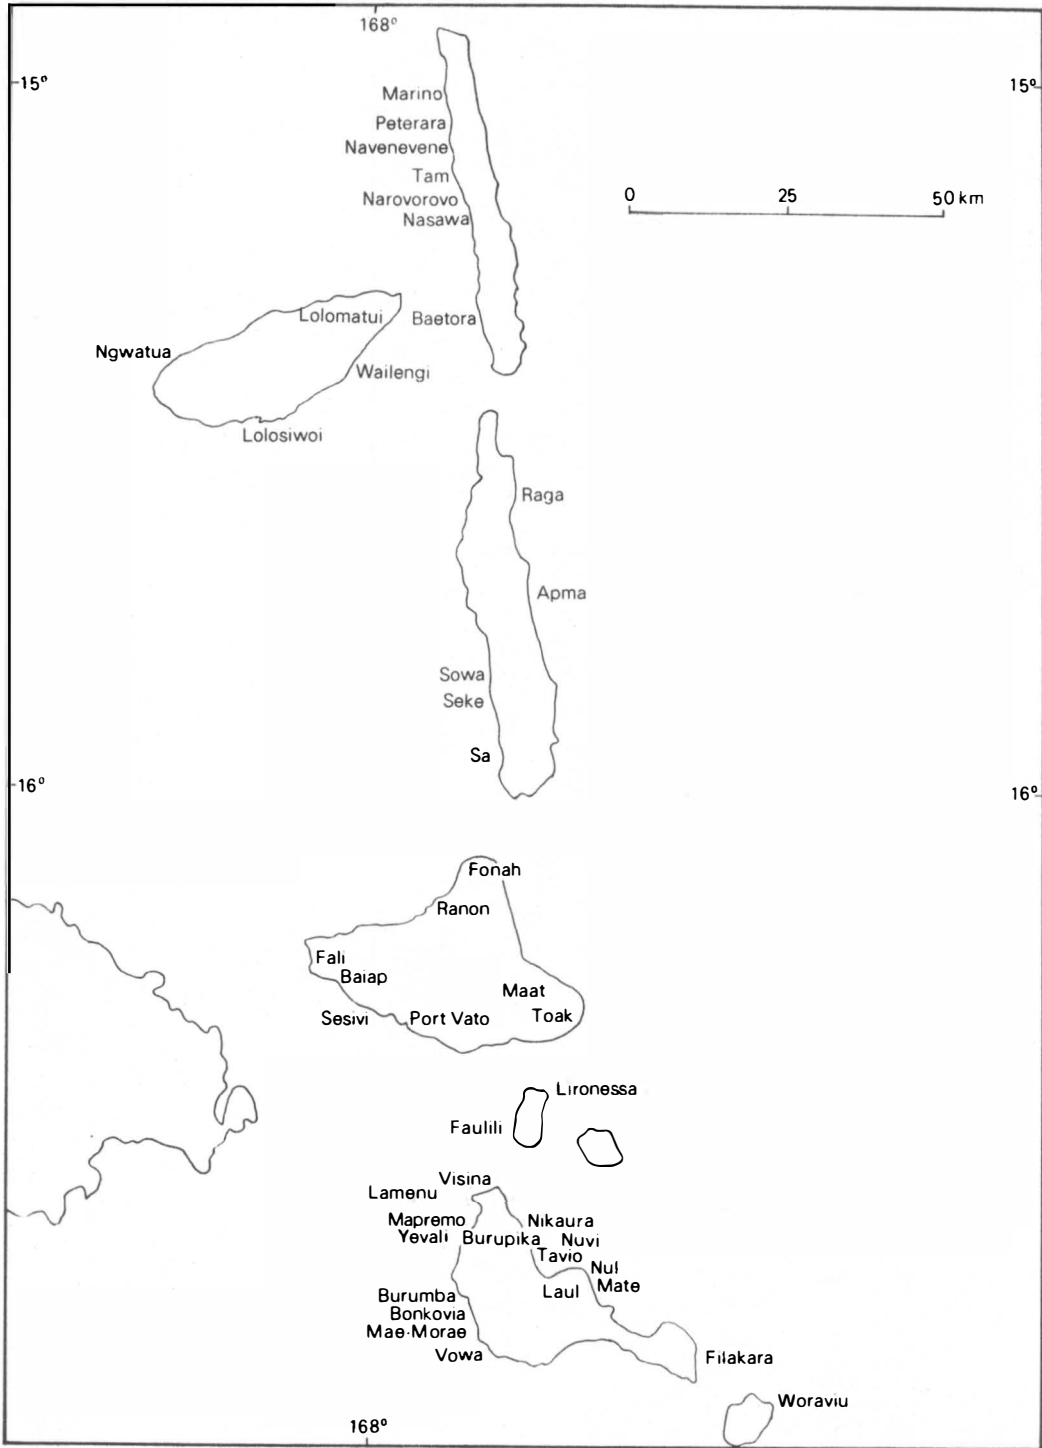 168°
15°
15°
Marino
Peterara
Navenevene
Tam
Narovorovo
Nasawa
0 25 50 km
Lolomatui
Baetora
Ngwatua
Wailengi
Lolosiwoi
Raga
Apma
Sowa
Seke
Sa
16°
16°
Fonah
Ranon
Fali
Baiap
Maat
Sesivi
Port Vato
Toak
Lironessa
Faulili
Visina
Lamenu
Mapremo
Nikaura
Yevali
Burupika
Nuvi
Tavio
Nul
Mate
Laul
Burumba
Bonkovia
Mae-Morae
Vowa
Filakara
Woraviu
168°